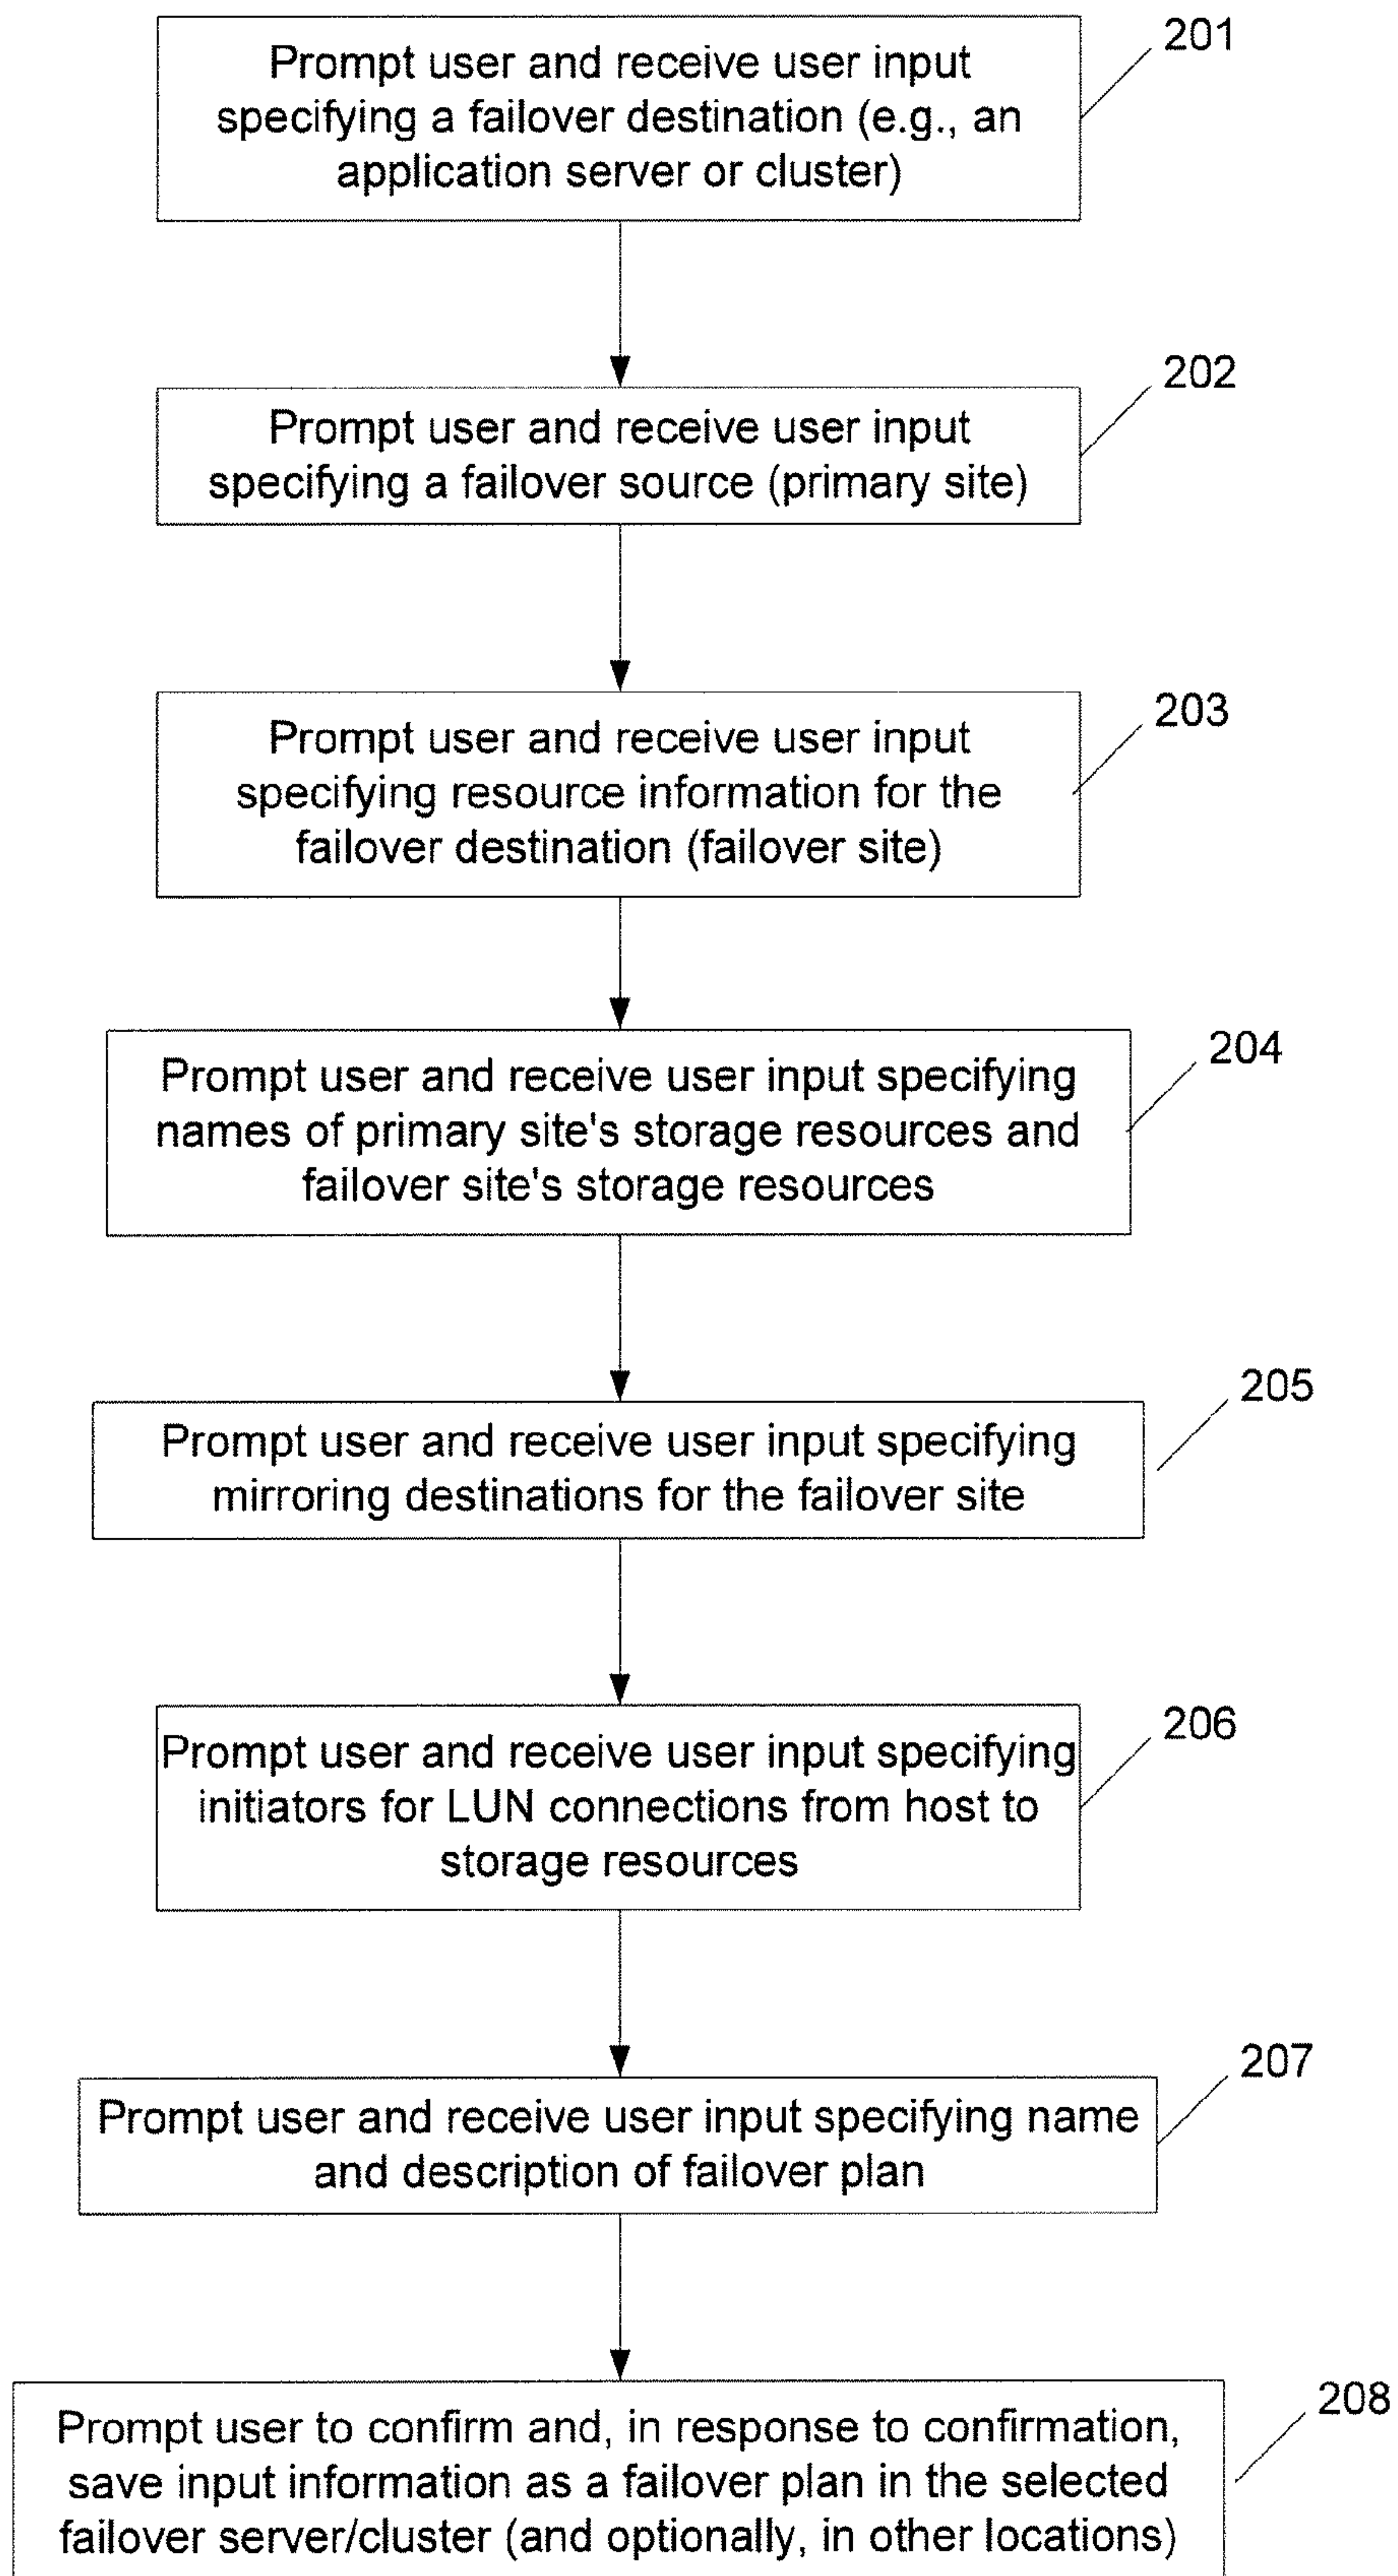 201
Prompt user and receive user input
specifying a failover destination (e.g., an
application server or cluster)
202
Prompt user and receive user input
specifying a failover source (primary site)
203
Prompt user and receive user input
specifying resource information for the
failover destination (failover site)
204
Prompt user and receive user input specifying
names of primary site's storage resources and
failover site's storage resources
205
Prompt user and receive user input specifying
mirroring destinations for the failover site
206
Prompt user and receive user input specifying
initiators for LUN connections from host to
storage resources
207
Prompt user and receive user input specifying name
and description of failover plan
208
Prompt user to confirm and, in response to confirmation,
save input information as a failover plan in the selected
failover server/cluster (and optionally, in other locations)